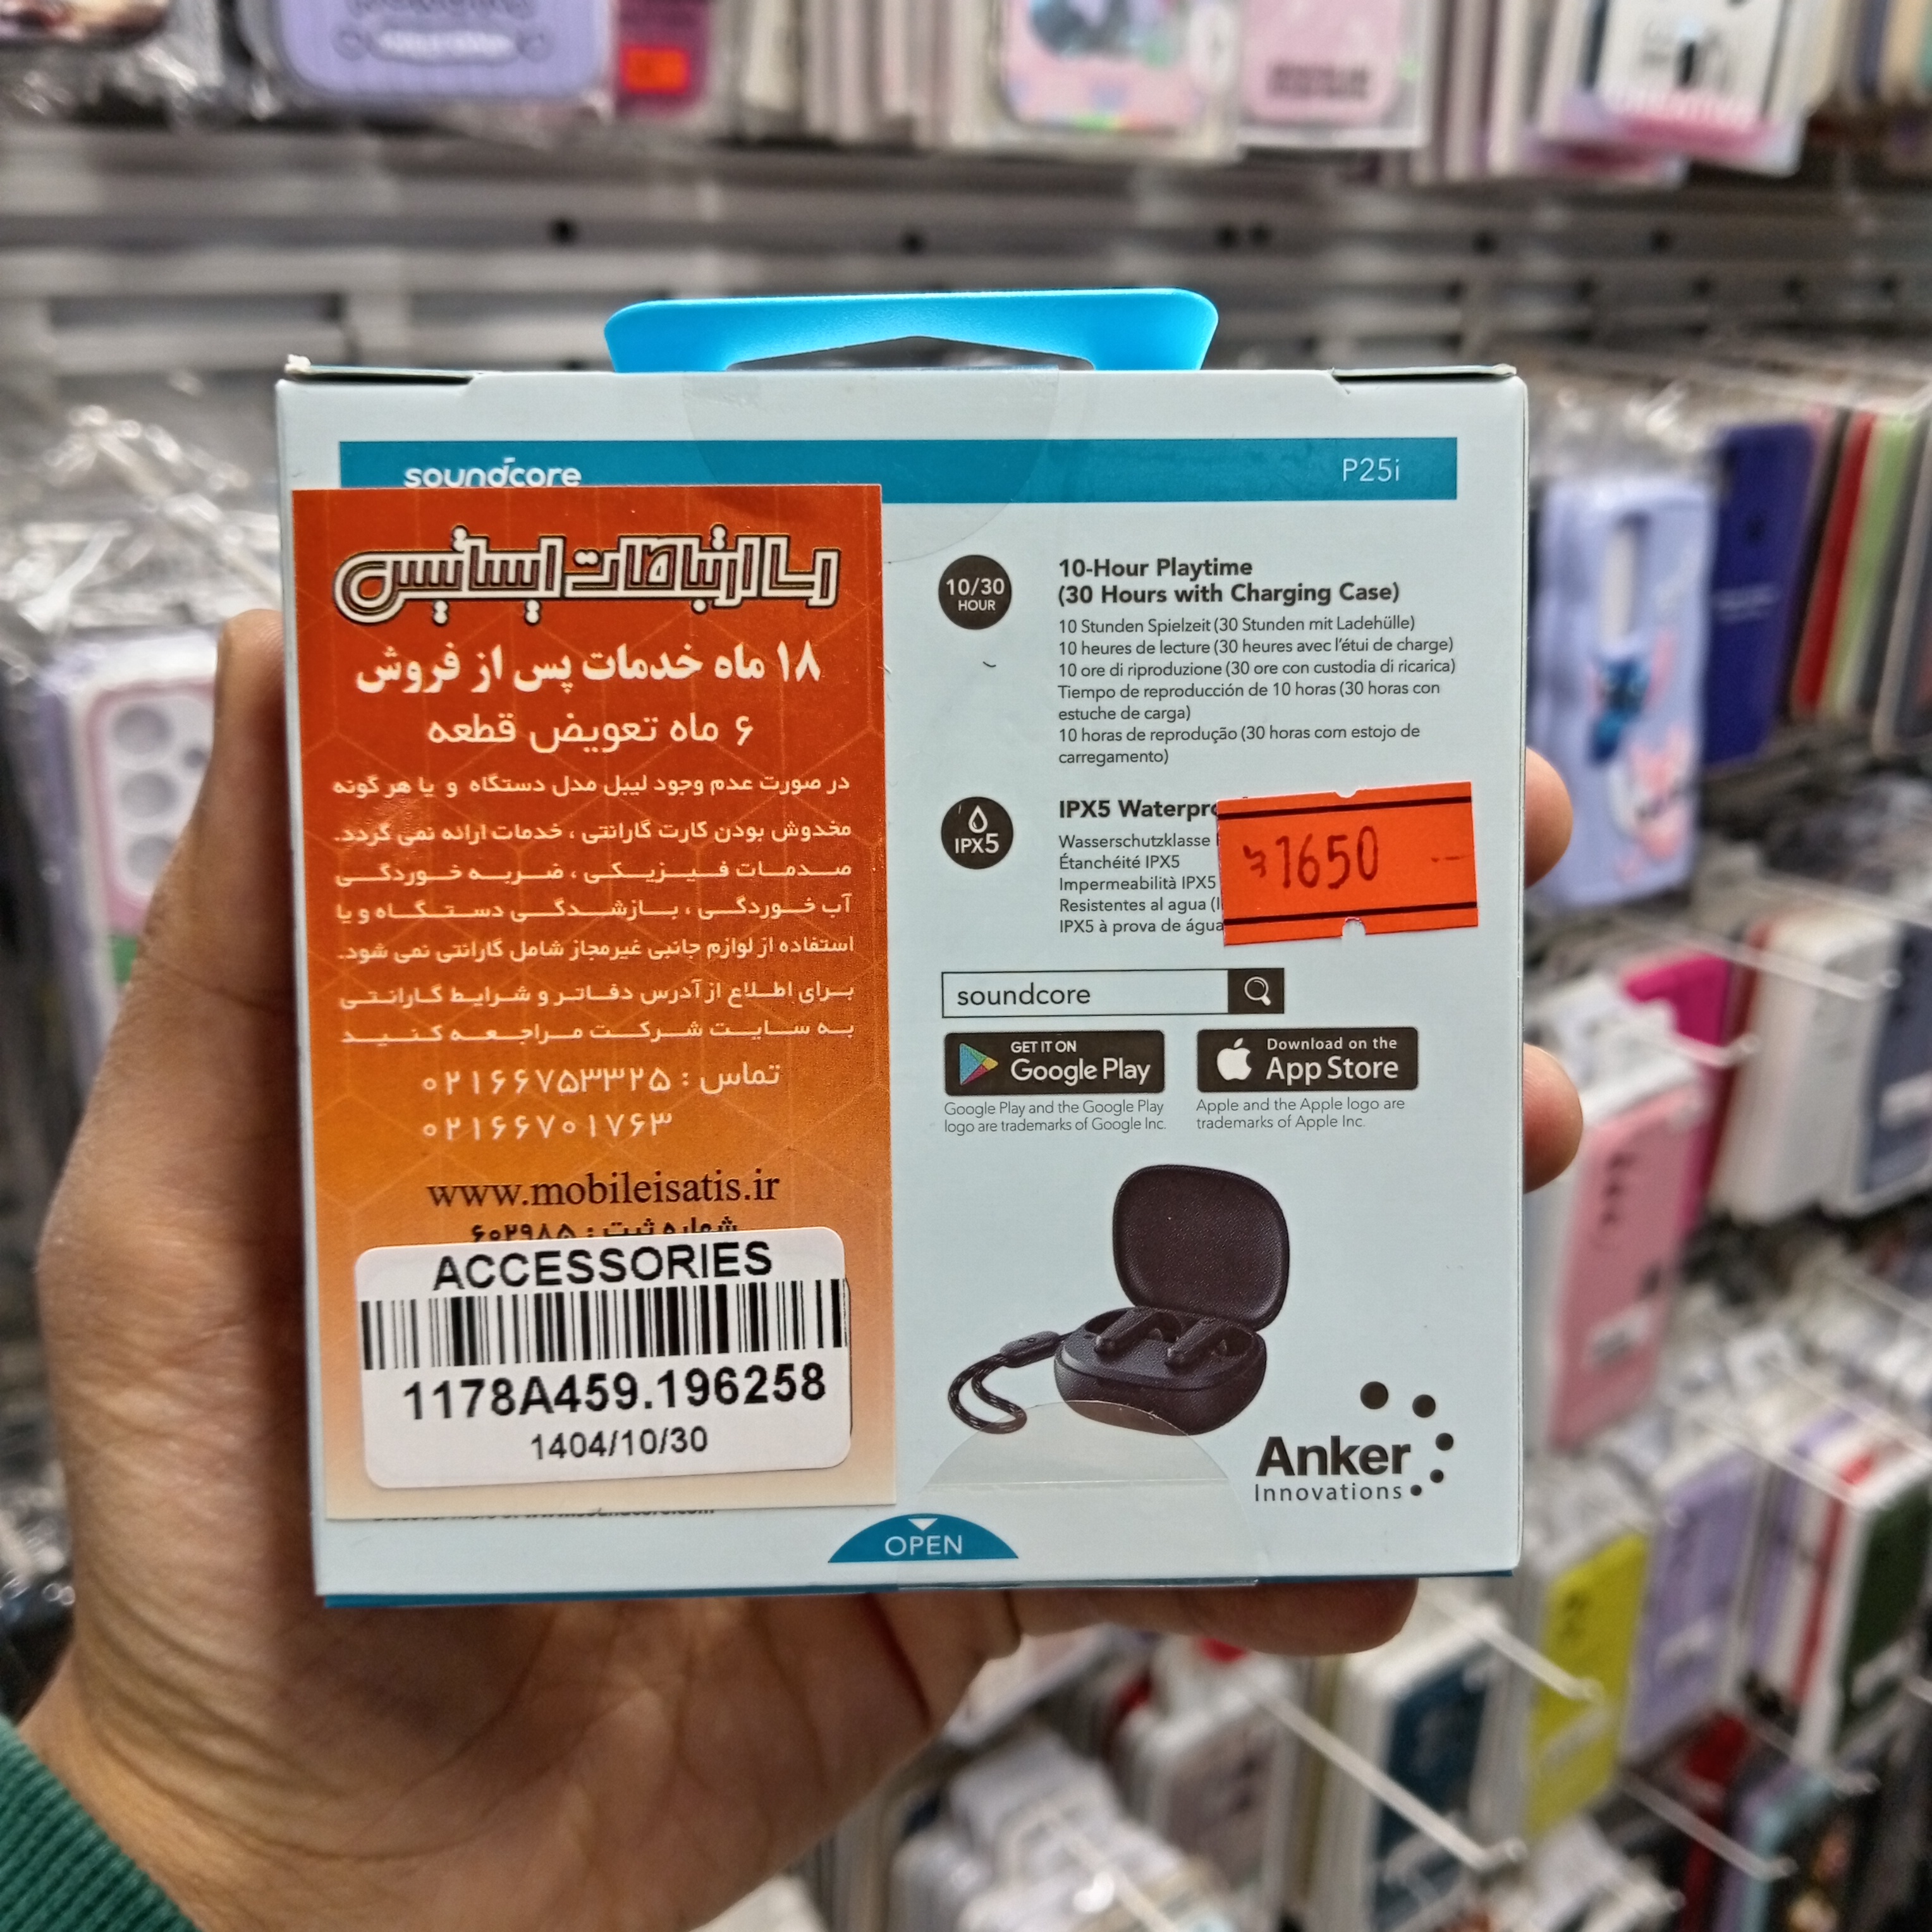 soundcore
P25i
رسا ارتباطات ایساتیس
۱۸ ماه خدمات پس از فروش
۶ ماه تعویض قطعه
در صورت عدم وجود لیبل مدل دستگاه و یا هرگونه
مخدوش بودن کارت گارانتی ، خدمات ارائه نمی گردد.
صدمات فیزیکی ، ضربه خوردگی
آب خوردگی ، بازشدگی دستگاه و یا
استفاده از لوازم جانبی غیرمجاز شامل گارانتی نمی شود.
برای اطلاع از آدرس دفاتر و شرایط گارانتی
به سایت شرکت مراجعه کنید
تماس : ۰۲۱۶۶۷۵۳۳۲۵
۰۲۱۶۶۷۰۱۷۶۳
www.mobileisatis.ir
شماره ثبت : ۶۰۲۹۸۵
ACCESSORIES
1178A459.196258
1404/10/30
10/30
HOUR
10-Hour Playtime
(30 Hours with Charging Case)
10 Stunden Spielzeit (30 Stunden mit Ladehülle)
10 heures de lecture (30 heures avec l'étui de charge)
10 ore di riproduzione (30 ore con custodia di ricarica)
Tiempo de reproducción de 10 horas (30 horas con
estuche de carga)
10 horas de reprodução (30 horas com estojo de
carregamento)
IPX5
IPX5
Wasserschutzklasse
Étanchéité IPX5
Impermeabilità IPX5
Resistentes al agua
IPX5 à prova de água
1650
soundcore
GET IT ON
Google Play
Download on the
App Store
Google Play and the Google Play
logo are trademarks of Google Inc.
Apple and the Apple logo are
trademarks of Apple Inc.
Anker
Innovations
OPEN